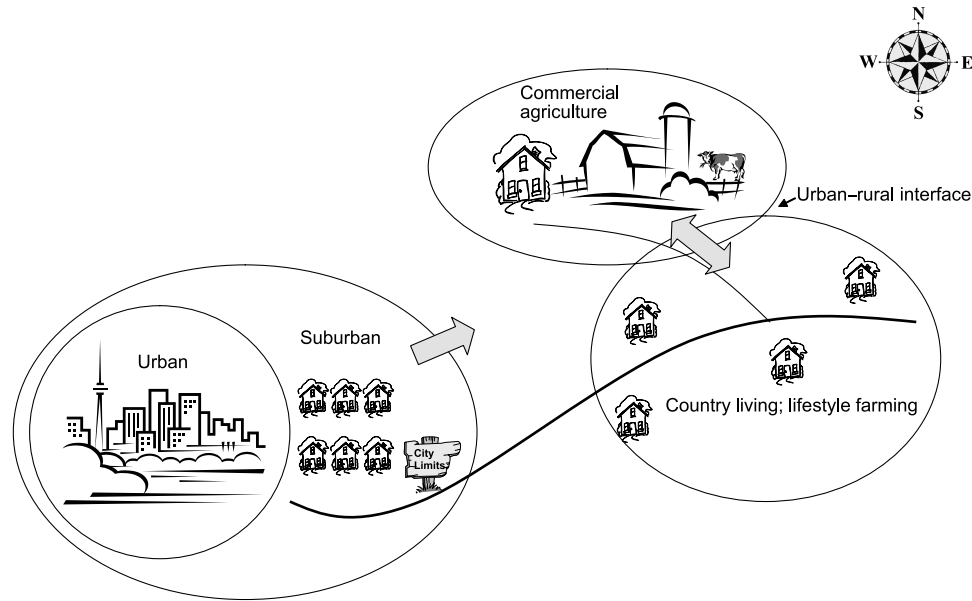 N
W
E
S
Commercial
agriculture
Urban–rural interface
Suburban
Urban
Country living; lifestyle farming
City
Limits